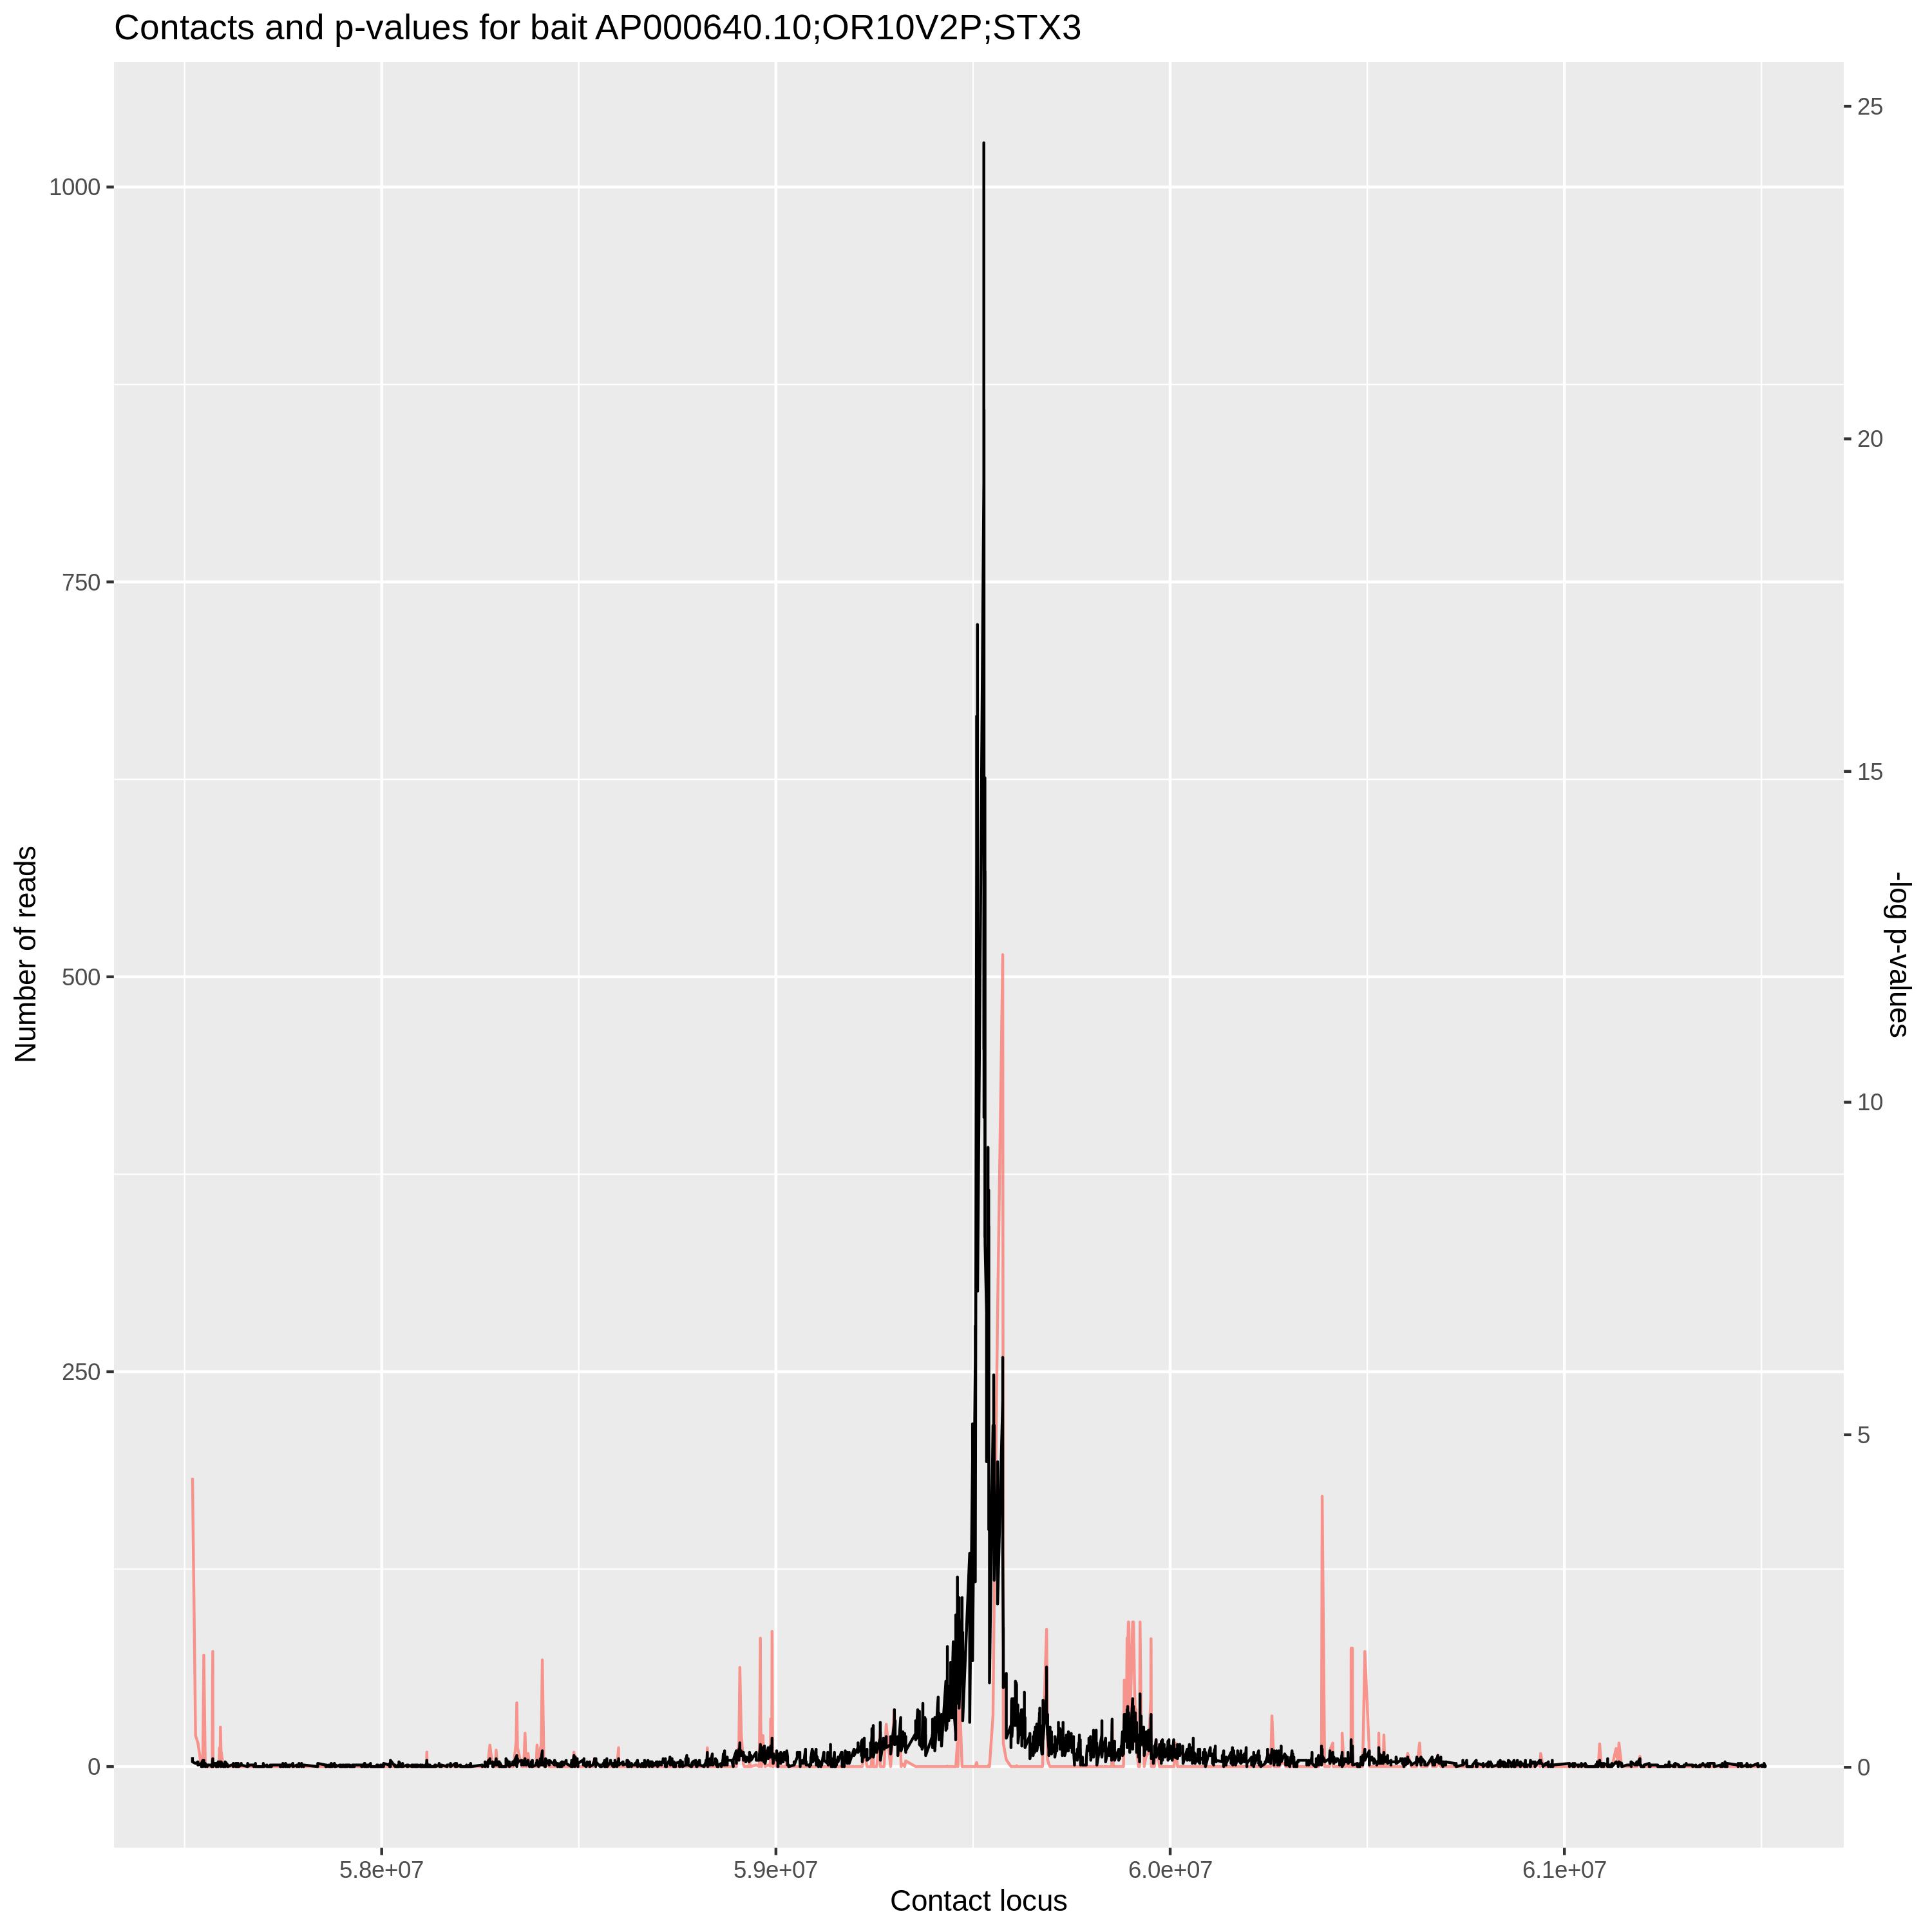 Contacts and p-values for bait AP000640.10;OR10V2P;STX3
1000
750
500
250
0
Number of reads
25
20
15
10
5
0
-log p-values
5.8e+07
5.9e+07
6.0e+07
6.1e+07
Contact locus